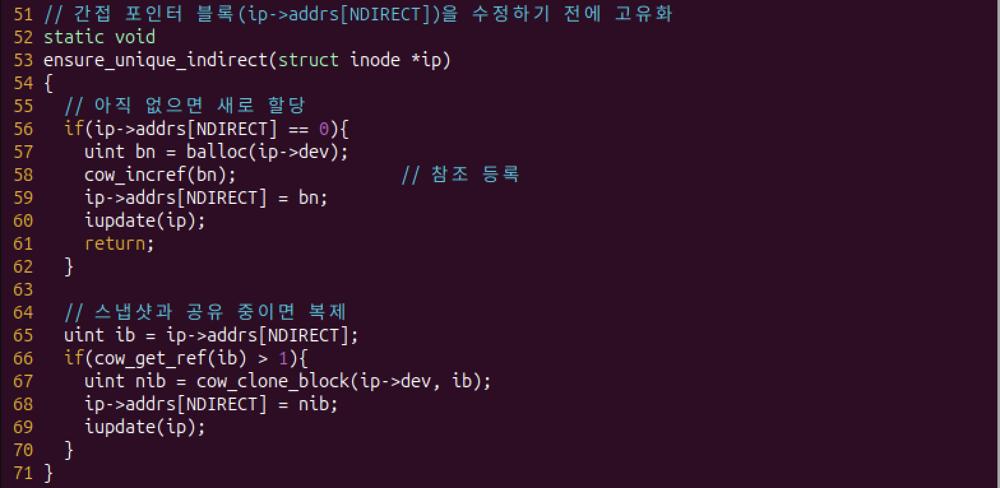 51 // 간접 포인터 블록(ip->addrs[NDIRECT])을 수정하기 전에 고유화
52 static void
53 ensure_unique_indirect(struct inode *ip)
54 {
55   // 아직 없으면 새로 할당
56   if(ip->addrs[NDIRECT] == 0){
57     uint bn = balloc(ip->dev);
58     cow_incref(bn);                // 참조 등록
59     ip->addrs[NDIRECT] = bn;
60     iupdate(ip);
61     return;
62   }
63
64   // 스냅샷과 공유 중이면 복제
65   uint ib = ip->addrs[NDIRECT];
66   if(cow_get_ref(ib) > 1){
67     uint nib = cow_clone_block(ip->dev, ib);
68     ip->addrs[NDIRECT] = nib;
69     iupdate(ip);
70   }
71 }